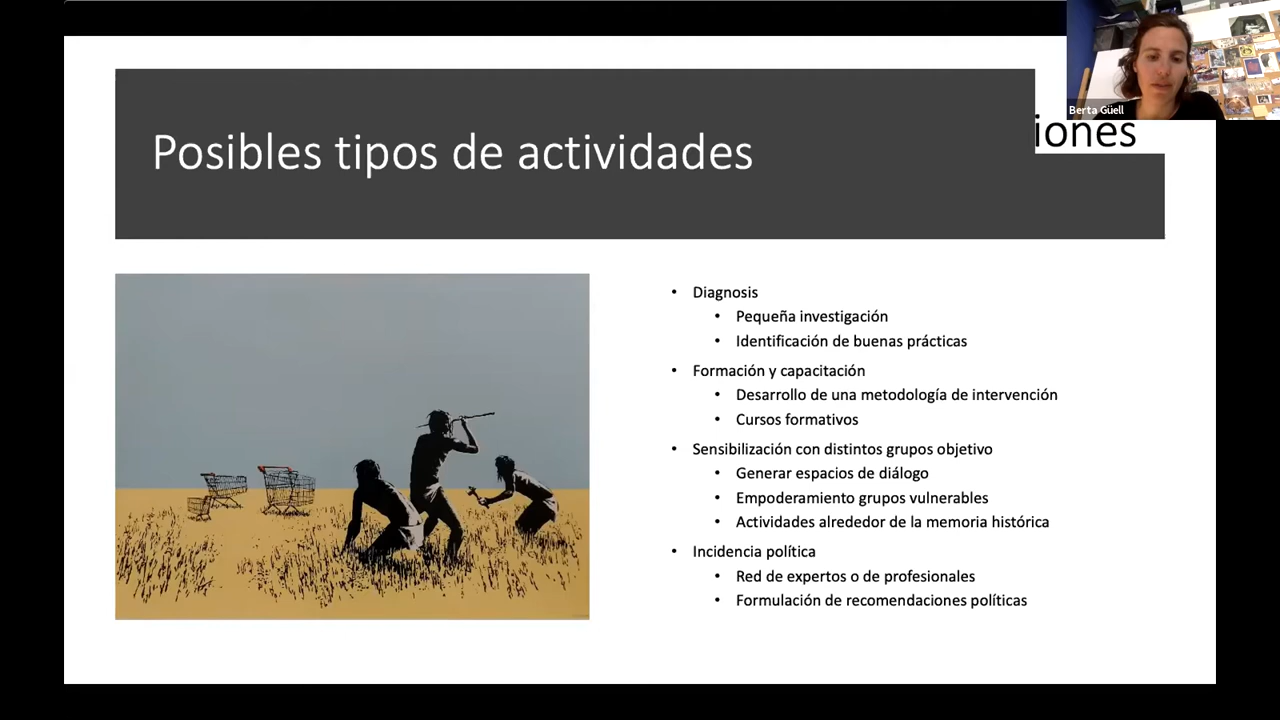 Berta Güell
iones
Posibles tipos de actividades
• Diagnosis
• Pequeña investigación
• Identificación de buenas prácticas
• Formación y capacitación
• Desarrollo de una metodología de intervención
• Cursos formativos
• Sensibilización con distintos grupos objetivo
• Generar espacios de diálogo
• Empoderamiento grupos vulnerables
• Actividades alrededor de la memoria histórica
• Incidencia política
• Red de expertos o de profesionales
• Formulación de recomendaciones políticas